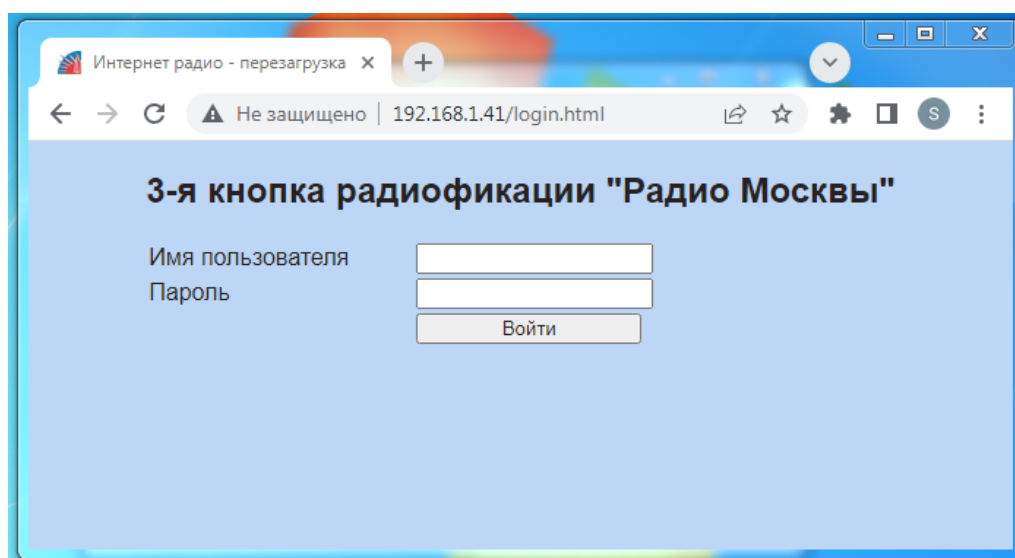 Интернет радио - перезагрузка
Не защищено | 192.168.1.41/login.html
S
3-я кнопка радиофикации "Радио Москвы"
Имя пользователя
Пароль
Войти